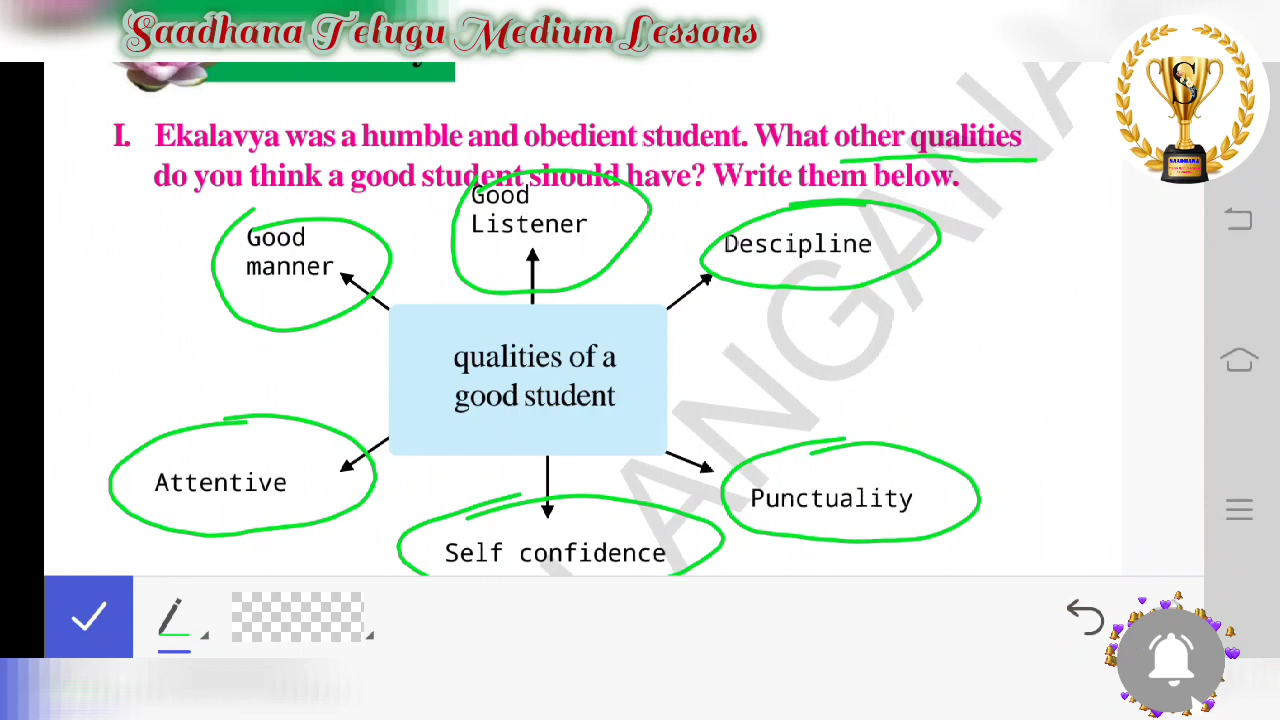 Saadhana Telugu Medium Lessons
I. Ekalavya was a humble and obedient student. What other qualities
do you think a good student should have? Write them below.
Good
manner
Good
Listener
Descipline
qualities of a
good student
Attentive
Punctuality
Self confidence
S
SAADHANA